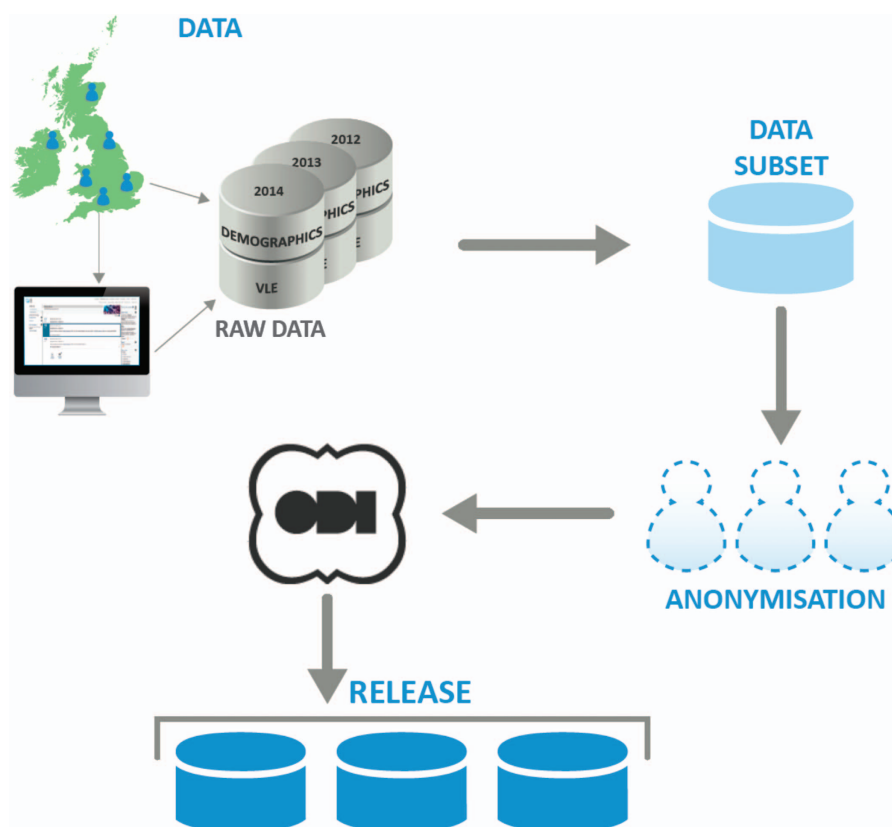 DATA
2012
2013
2014
PHICS
PHICS
DEMOGRAPHICS
E
E
VLE
RAW DATA
DATA
SUBSET
ODI
ANONYMISATION
RELEASE